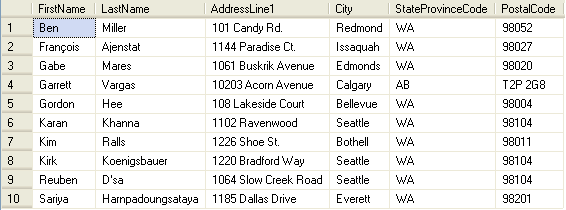 FirstName LastName AddressLine1 City StateProvinceCode PostalCode
1 Ben Miller 101 Candy Rd. Redmond WA 98052
2 François Ajenstat 1144 Paradise Ct. Issaquah WA 98027
3 Gabe Mares 1061 Buskrik Avenue Edmonds WA 98020
4 Garrett Vargas 10203 Acorn Avenue Calgary AB T2P 2G8
5 Gordon Hee 108 Lakeside Court Bellevue WA 98004
6 Karan Khanna 1102 Ravenwood Seattle WA 98104
7 Kim Ralls 1226 Shoe St. Bothell WA 98011
8 Kirk Koenigsbauer 1220 Bradford Way Seattle WA 98104
9 Reuben D'sa 1064 Slow Creek Road Seattle WA 98104
10 Sariya Harnpadoungsataya 1185 Dallas Drive Everett WA 98201